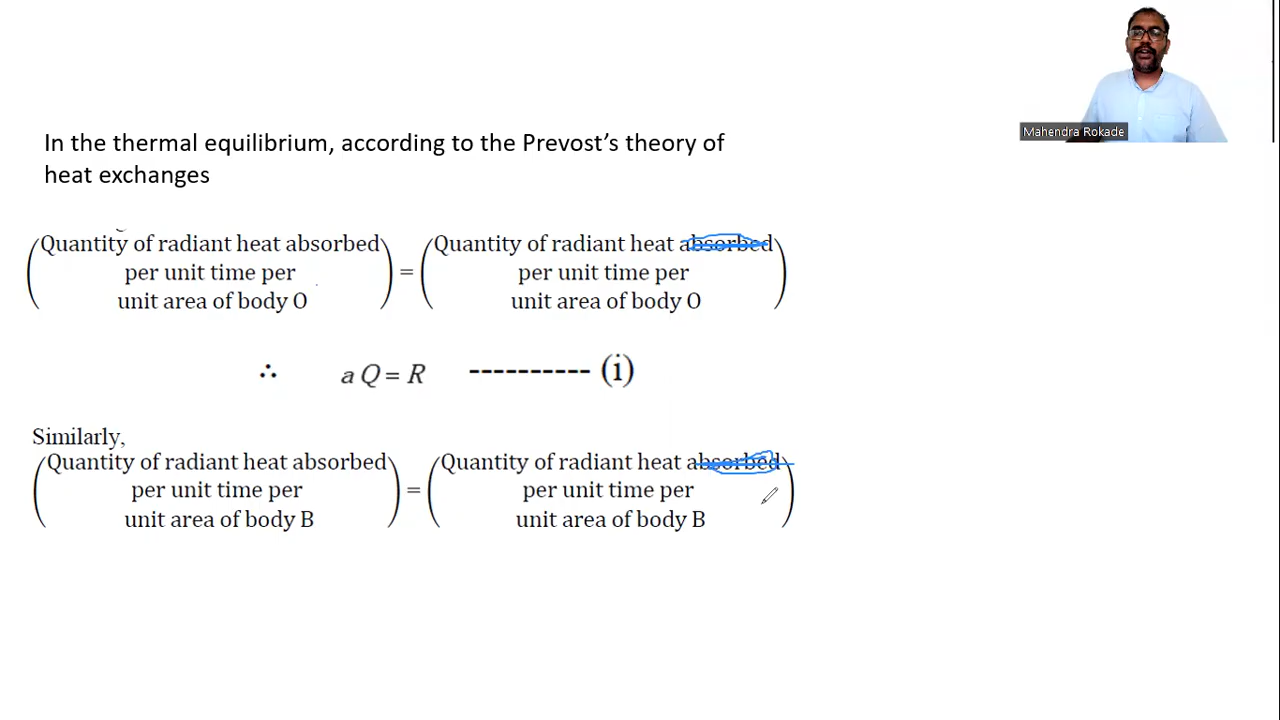 Mahendra Rokade
In the thermal equilibrium, according to the Prevost's theory of
heat exchanges
(Quantity of radiant heat absorbed per unit time per unit area of body O) = (Quantity of radiant heat absorbed per unit time per unit area of body O)
∴ a Q = R ---------- (i)
Similarly,
(Quantity of radiant heat absorbed per unit time per unit area of body B) = (Quantity of radiant heat absorbed per unit time per unit area of body B)